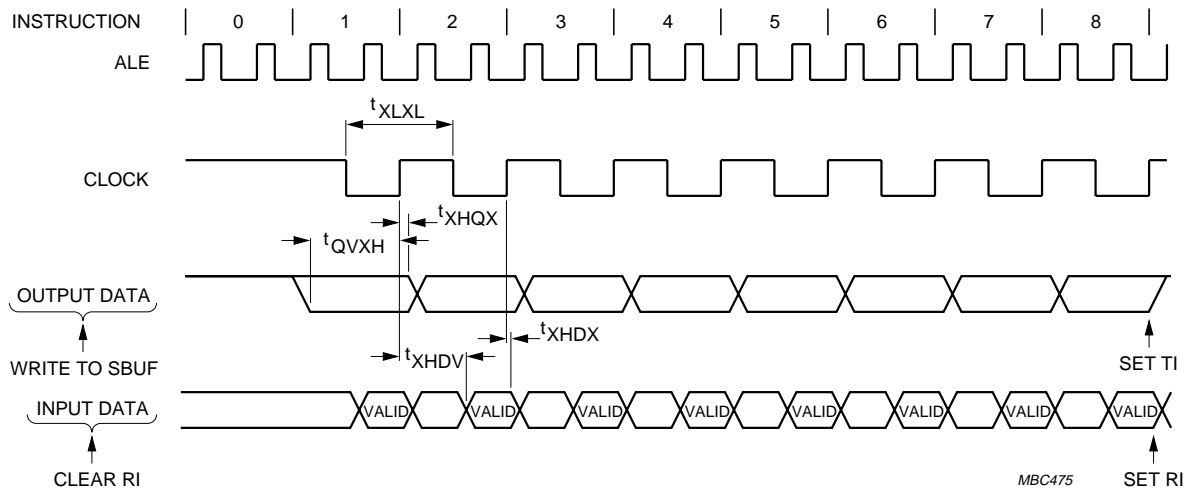 INSTRUCTION | 0 | 1 | 2 | 3 | 4 | 5 | 6 | 7 | 8 |
ALE
tXLXL
CLOCK
tXHQX
tQVXH
OUTPUT DATA
tXHDX
tXHDV
WRITE TO SBUF
SET TI
INPUT DATA
VALID VALID VALID VALID VALID VALID VALID VALID
CLEAR RI
MBC475
SET RI